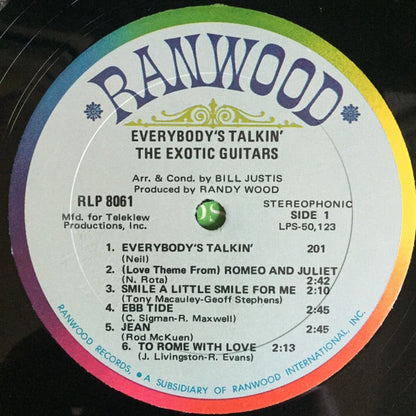 RANWOOD
EVERYBODY'S TALKIN'
THE EXOTIC GUITARS
Arr. & Cond. by BILL JUSTIS
Produced by RANDY WOOD
RLP 8061
Mfd. for Teleklew
Productions, Inc.
STEREOPHONIC
SIDE 1
LPS-50,123
1. EVERYBODY'S TALKIN' 201
(Neil)
2. (Love Theme From) ROMEO AND JULIET
(N. Rota) 2:42
3. SMILE A LITTLE SMILE FOR ME 2:10
(Tony Macauley-Geoff Stephens)
4. EBB TIDE 2:45
(C. Sigman-R. Maxwell)
5. JEAN 2:45
(Rod McKuen)
6. TO ROME WITH LOVE 2:13
(J. Livingston-R. Evans)
RANWOOD RECORDS, • A SUBSIDIARY OF RANWOOD INTERNATIONAL, INC.